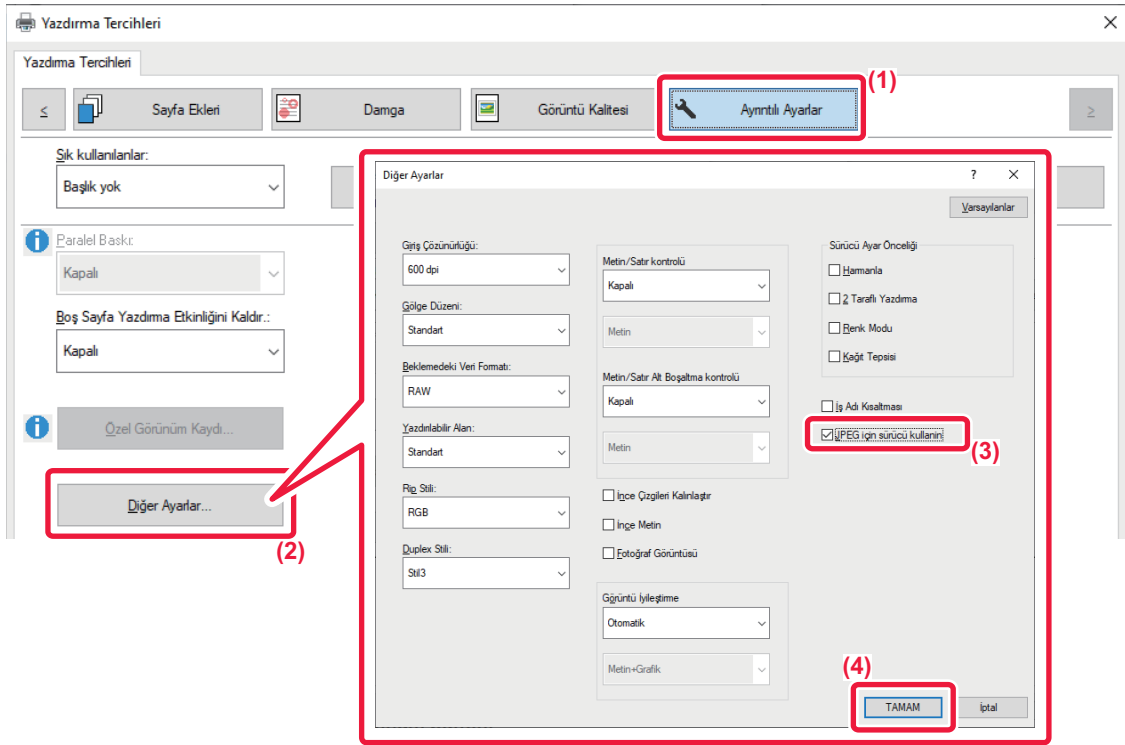 Yazdırma Tercihleri
Yazdırma Tercihleri
(1)
<
Sayfa Ekleri
Damga
Görüntü Kalitesi
Ayrıntılı Ayarlar
>
Sık kullanılanlar:
Başlık yok
Paralel Baskı:
Kapalı
Boş Sayfa Yazdırma Etkinliğini Kaldır.:
Kapalı
Özel Görünüm Kaydı...
Diğer Ayarlar...
(2)
Diğer Ayarlar
?
Varsayılanlar
Giriş Çözünürlüğü:
600 dpi
Gölge Düzeni:
Standart
Beklemedeki Veri Formatı:
RAW
Yazdırılabilir Alan:
Standart
Rip Stili:
RGB
Duplex Stili:
Stil3
Metin/Satır kontrolü
Kapalı
Metin
Metin/Satır Alt Boşaltma kontrolü
Kapalı
Metin
İnce Çizgileri Kalınlaştır
İnce Metin
Fotoğraf Görüntüsü
Görüntü İyileştirme
Otomatik
Metin+Grafik
Sürücü Ayar Önceliği
Harmanla
2 Taraflı Yazdırma
Renk Modu
Kağıt Tepsisi
İş Adı Kısaltması
JPEG için sürücü kullanin
(3)
(4)
TAMAM
İptal